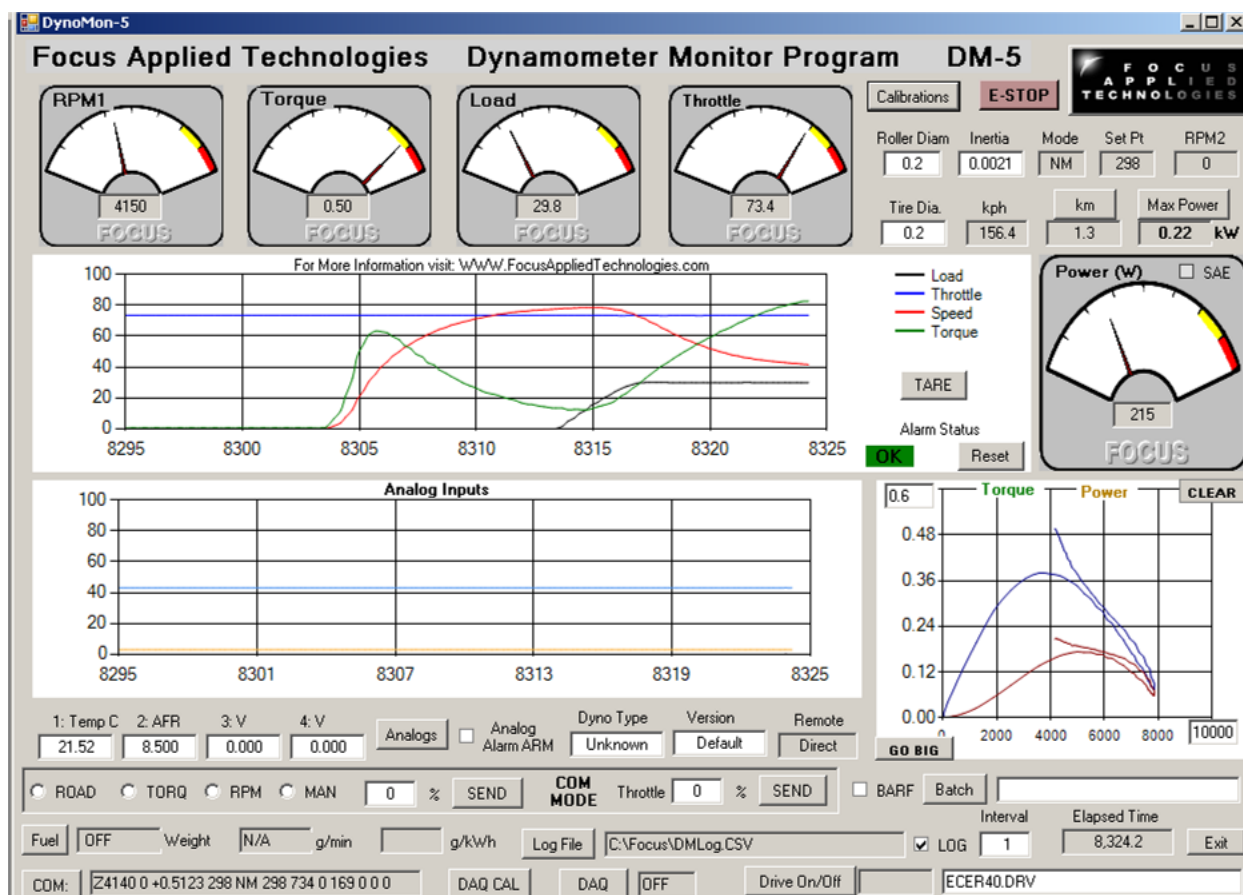 DynoMon-5
Focus Applied Technologies Dynamometer Monitor Program DM-5
FOCUS
APPLIED
TECHNOLOGIES
RPM1
4150
FOCUS
Torque
0.50
FOCUS
Load
29.8
FOCUS
Throttle
73.4
FOCUS
Calibrations E-STOP
Roller Diam Inertia Mode Set Pt RPM2
0.2 0.0021 NM 298 0
Tire Dia. kph km Max Power
0.2 156.4 1.3 0.22 kW
For More Information visit: WWW.FocusAppliedTechnologies.com
100
80
60
40
20
0
8295 8300 8305 8310 8315 8320 8325
Load
Throttle
Speed
Torque
TARE
Alarm Status
OK Reset
Power (W) SAE
215
FOCUS
Analog Inputs
100
80
60
40
20
0
8295 8301 8307 8313 8319 8325
0.6 Torque Power CLEAR
0.48
0.36
0.24
0.12
0.00
0 2000 4000 6000 8000 10000
GO BIG
1: Temp C 2: AFR 3: V 4: V
21.52 8.500 0.000 0.000
Analogs
Analog
Alarm ARM
Dyno Type Version Remote
Unknown Default Direct
ROAD TORQ RPM MAN 0 % SEND COM MODE Throttle 0 % SEND BARF Batch
Interval Elapsed Time
Fuel OFF Weight N/A g/min g/kWh Log File C:\Focus\DMLog.CSV LOG 1 8,324.2 Exit
COM: Z4140 0 +0.5123 298 NM 298 734 0 169 0 0 0 DAQ CAL DAQ OFF Drive On/Off ECER40.DRV